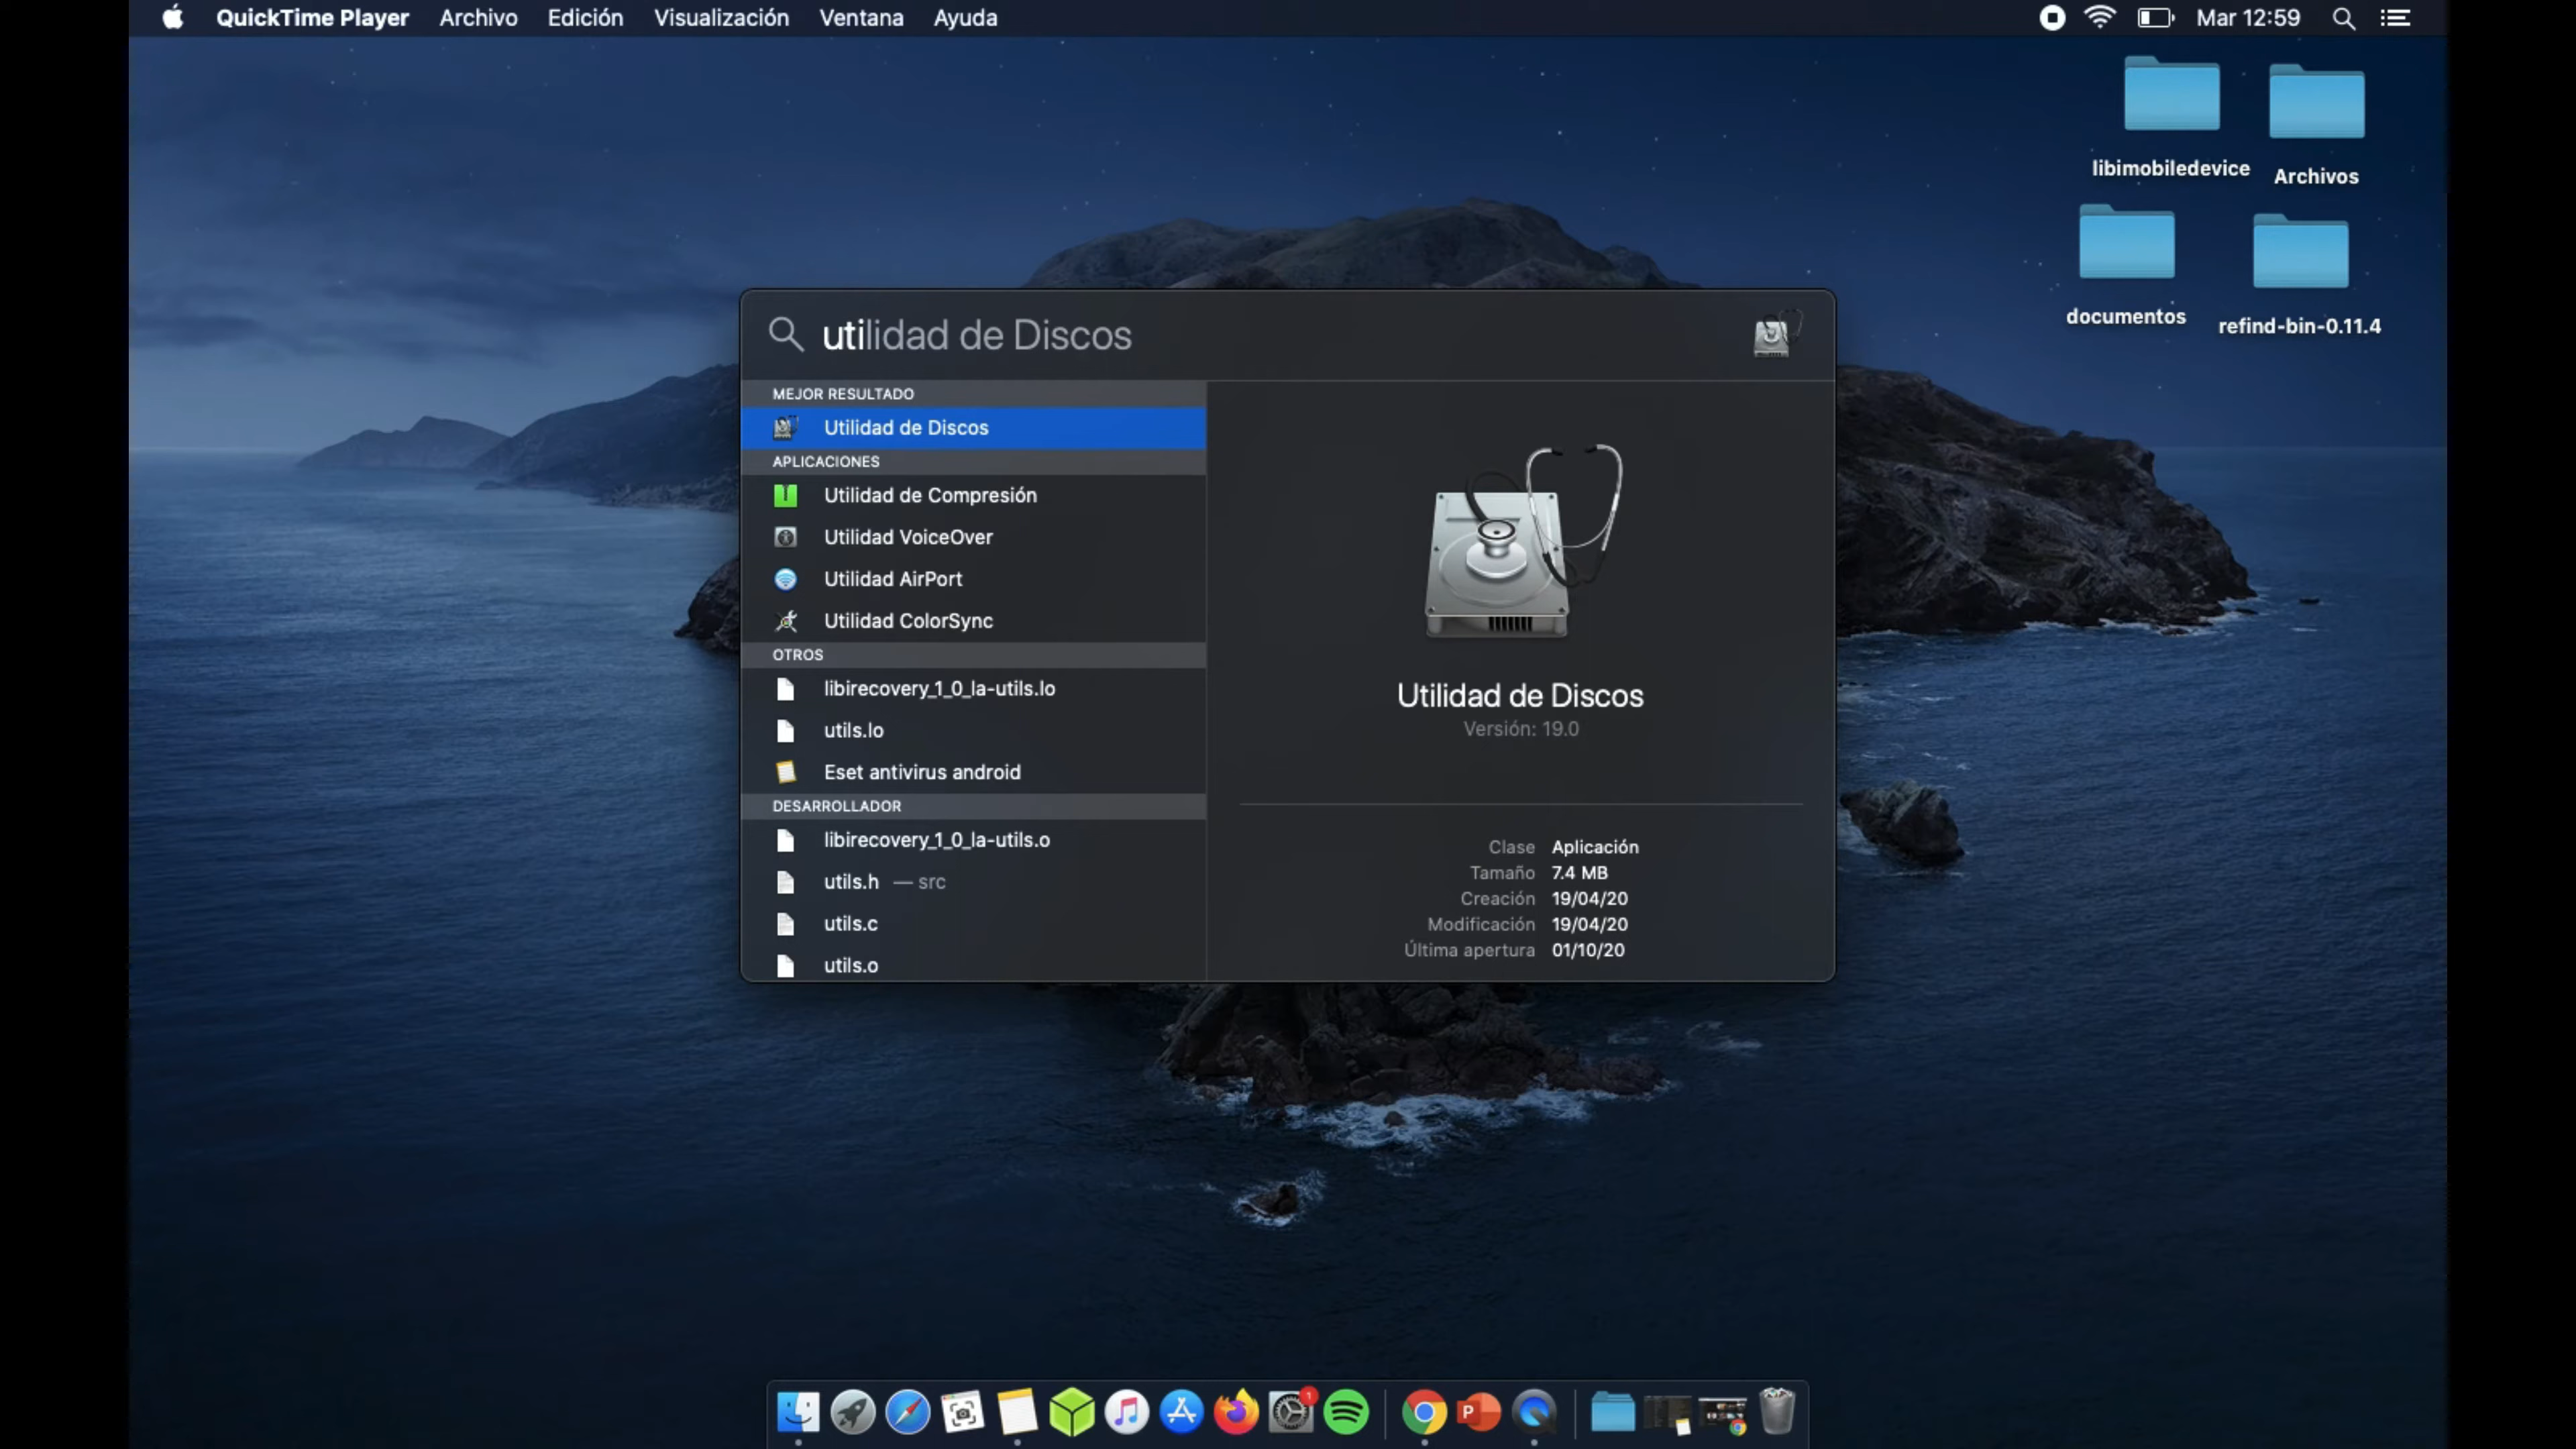 QuickTime Player Archivo Edición Visualización Ventana Ayuda Mar 12:59
libimobiledevice Archivos
documentos refind-bin-0.11.4
utilidad de Discos
MEJOR RESULTADO
Utilidad de Discos
APLICACIONES
Utilidad de Compresión
Utilidad VoiceOver
Utilidad AirPort
Utilidad ColorSync
OTROS
libirecovery_1_0_la-utils.lo
utils.lo
Eset antivirus android
DESARROLLADOR
libirecovery_1_0_la-utils.o
utils.h — src
utils.c
utils.o
Utilidad de Discos
Versión: 19.0
Clase Aplicación
Tamaño 7.4 MB
Creación 19/04/20
Modificación 19/04/20
Última apertura 01/10/20
1
P